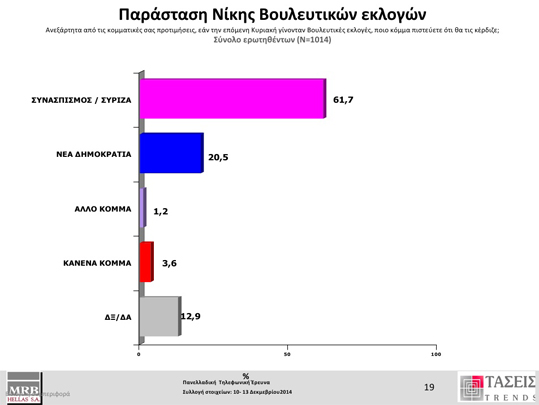 Παράσταση Νίκης Βουλευτικών εκλογών
Ανεξάρτητα από τις κομματικές σας προτιμήσεις, εάν την επόμενη Κυριακή γίνονταν Βουλευτικές εκλογές, ποιο κόμμα πιστεύετε ότι θα τις κέρδιζε;
Σύνολο ερωτηθέντων (Ν=1014)
ΣΥΝΑΣΠΙΣΜΟΣ / ΣΥΡΙΖΑ 61,7
ΝΕΑ ΔΗΜΟΚΡΑΤΙΑ 20,5
ΑΛΛΟ ΚΟΜΜΑ 1,2
ΚΑΝΕΝΑ ΚΟΜΜΑ 3,6
ΔΞ/ΔΑ 12,9
0 50 100
%
Πανελλαδική Τηλεφωνική Έρευνα
Συλλογή στοιχείων: 10- 13 Δεκεμβρίου2014
19
MRB
HELLAS S.A.
περιφορά
ΤΑΣΕΙΣ
TRENDS